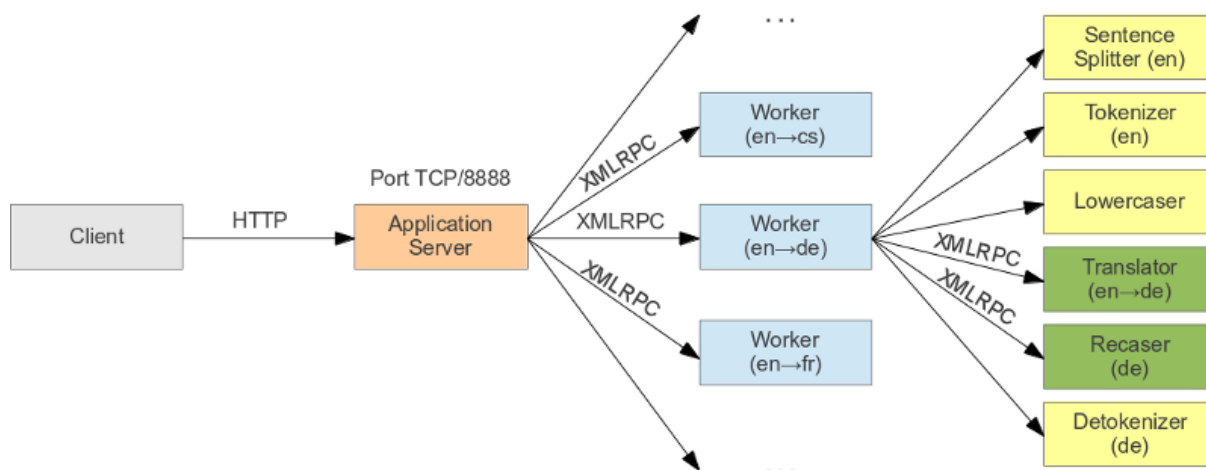 Client
HTTP
Port TCP/8888
Application
Server
XMLRPC
XMLRPC
XMLRPC
...
Worker
(en→cs)
Worker
(en→de)
Worker
(en→fr)
...
XMLRPC
XMLRPC
Sentence
Splitter (en)
Tokenizer
(en)
Lowercaser
Translator
(en→de)
Recaser
(de)
Detokenizer
(de)